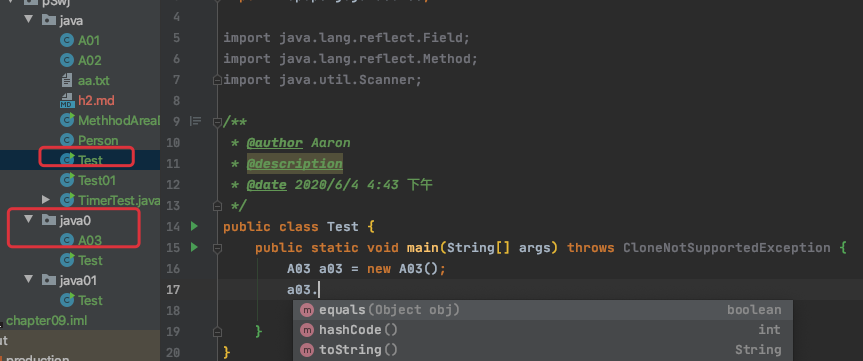 java
A01
A02
aa.txt
h2.md
Person
Test
Test01
TimerTest.java
java0
A03
Test
java01
Test
chapter09.iml
production
4
5 import java.lang.reflect.Field;
6 import java.lang.reflect.Method;
7 import java.util.Scanner;
8
9 /**
10 * @author Aaron
11 * @description
12 * @date 2020/6/4 4:43 下午
13 */
14 public class Test {
15 public static void main(String[] args) throws CloneNotSupportedException {
16 A03 a03 = new A03();
17 a03.
18 m equals(Object obj) boolean
m hashCode() int
19 }
m toString() String
20 }